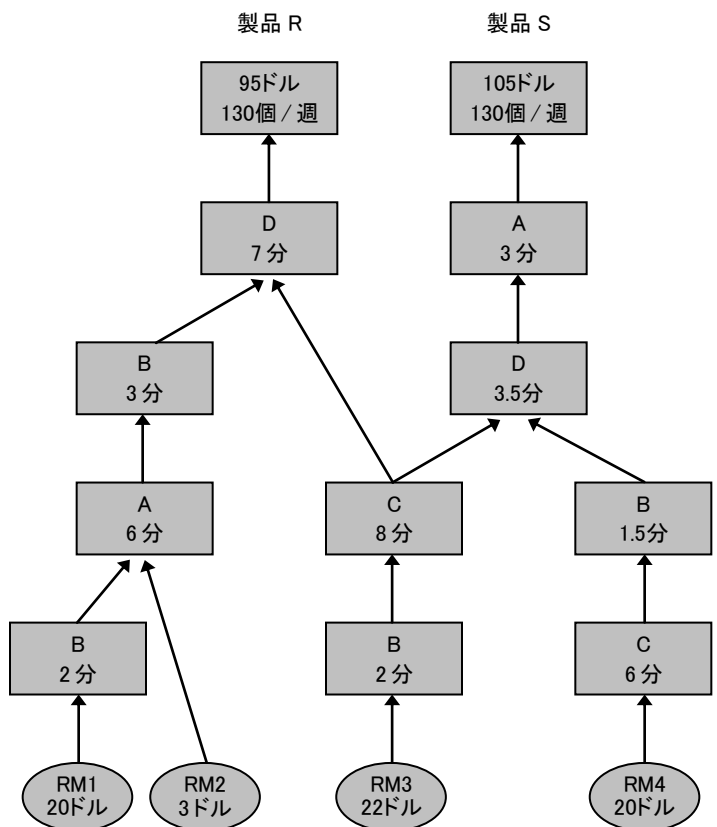 製品 R
製品 S
95ドル
130個 / 週
105ドル
130個 / 週
D
7 分
A
3 分
B
3 分
D
3.5分
A
6 分
C
8 分
B
1.5分
B
2 分
B
2 分
C
6 分
RM1
20ドル
RM2
3ドル
RM3
22ドル
RM4
20ドル